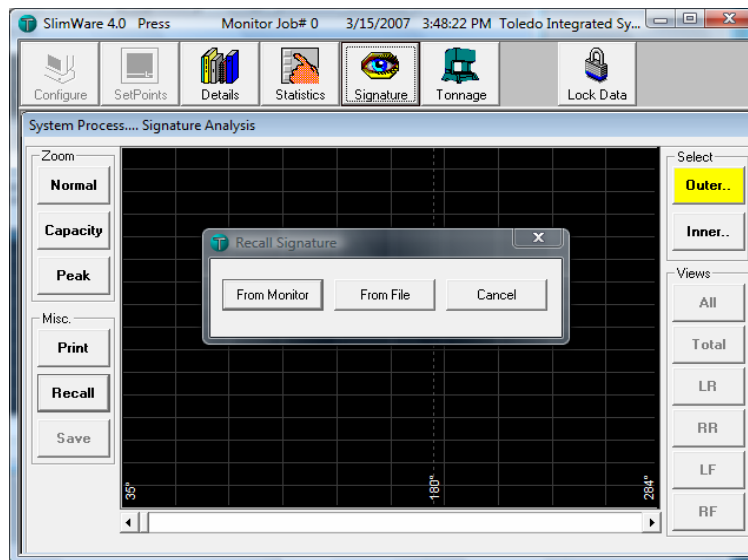 SlimWare 4.0 Press Monitor Job# 0 3/15/2007 3:48:22 PM Toledo Integrated Sy...
Configure SetPoints Details Statistics Signature Tonnage Lock Data
System Process.... Signature Analysis
Zoom
Normal
Capacity
Peak
Misc.
Print
Recall
Save
Recall Signature
From Monitor From File Cancel
35°
180°
284°
Select
Outer..
Inner..
Views
All
Total
LR
RR
LF
RF